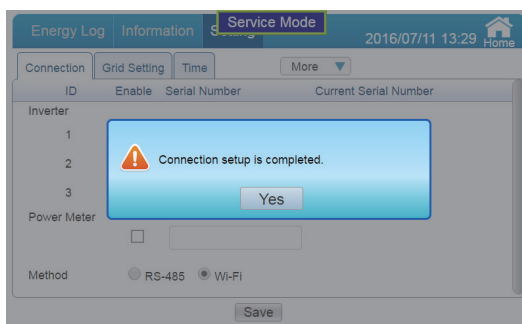 Energy Log Information Setting Service Mode 2016/07/11 13:29 Home
Connection Grid Setting Time More
ID Enable Serial Number Current Serial Number
Inverter
1
2
3
Connection setup is completed.
Yes
Power Meter
Method RS-485 Wi-Fi
Save